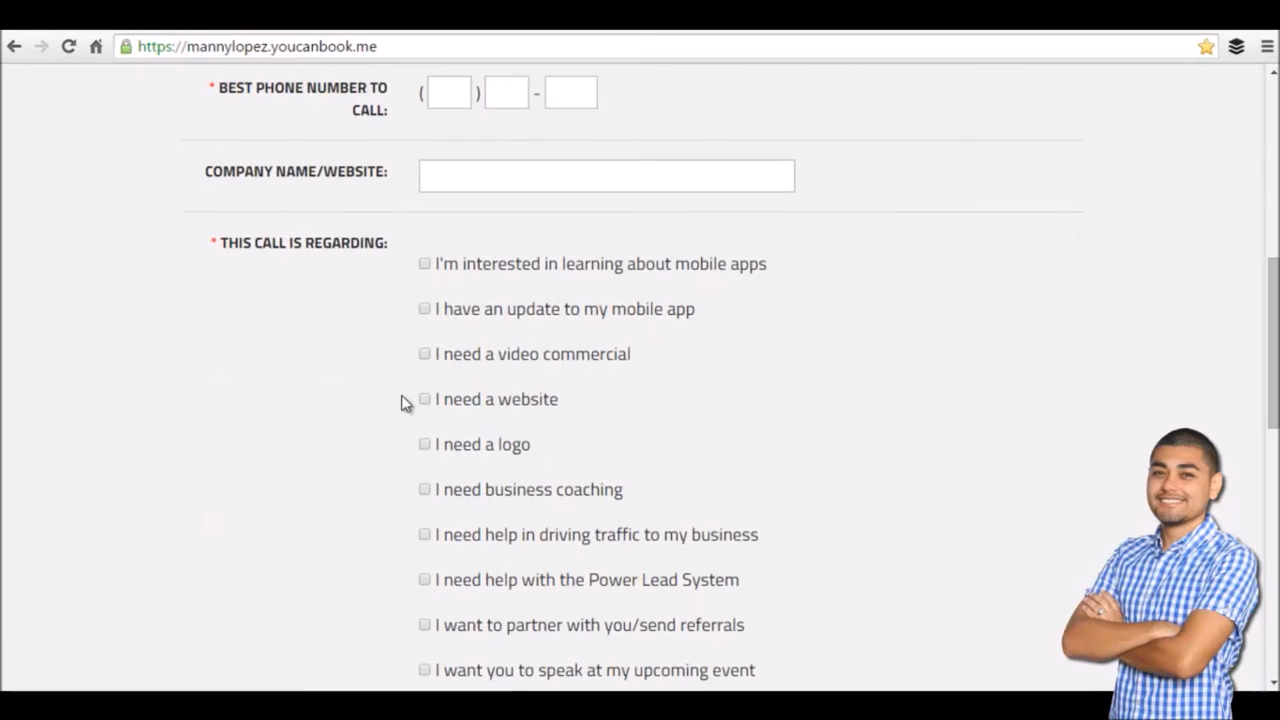 https://mannylopez.youcanbook.me
* BEST PHONE NUMBER TO
CALL:
( ) -
COMPANY NAME/WEBSITE:
* THIS CALL IS REGARDING:
I'm interested in learning about mobile apps
I have an update to my mobile app
I need a video commercial
I need a website
I need a logo
I need business coaching
I need help in driving traffic to my business
I need help with the Power Lead System
I want to partner with you/send referrals
I want you to speak at my upcoming event